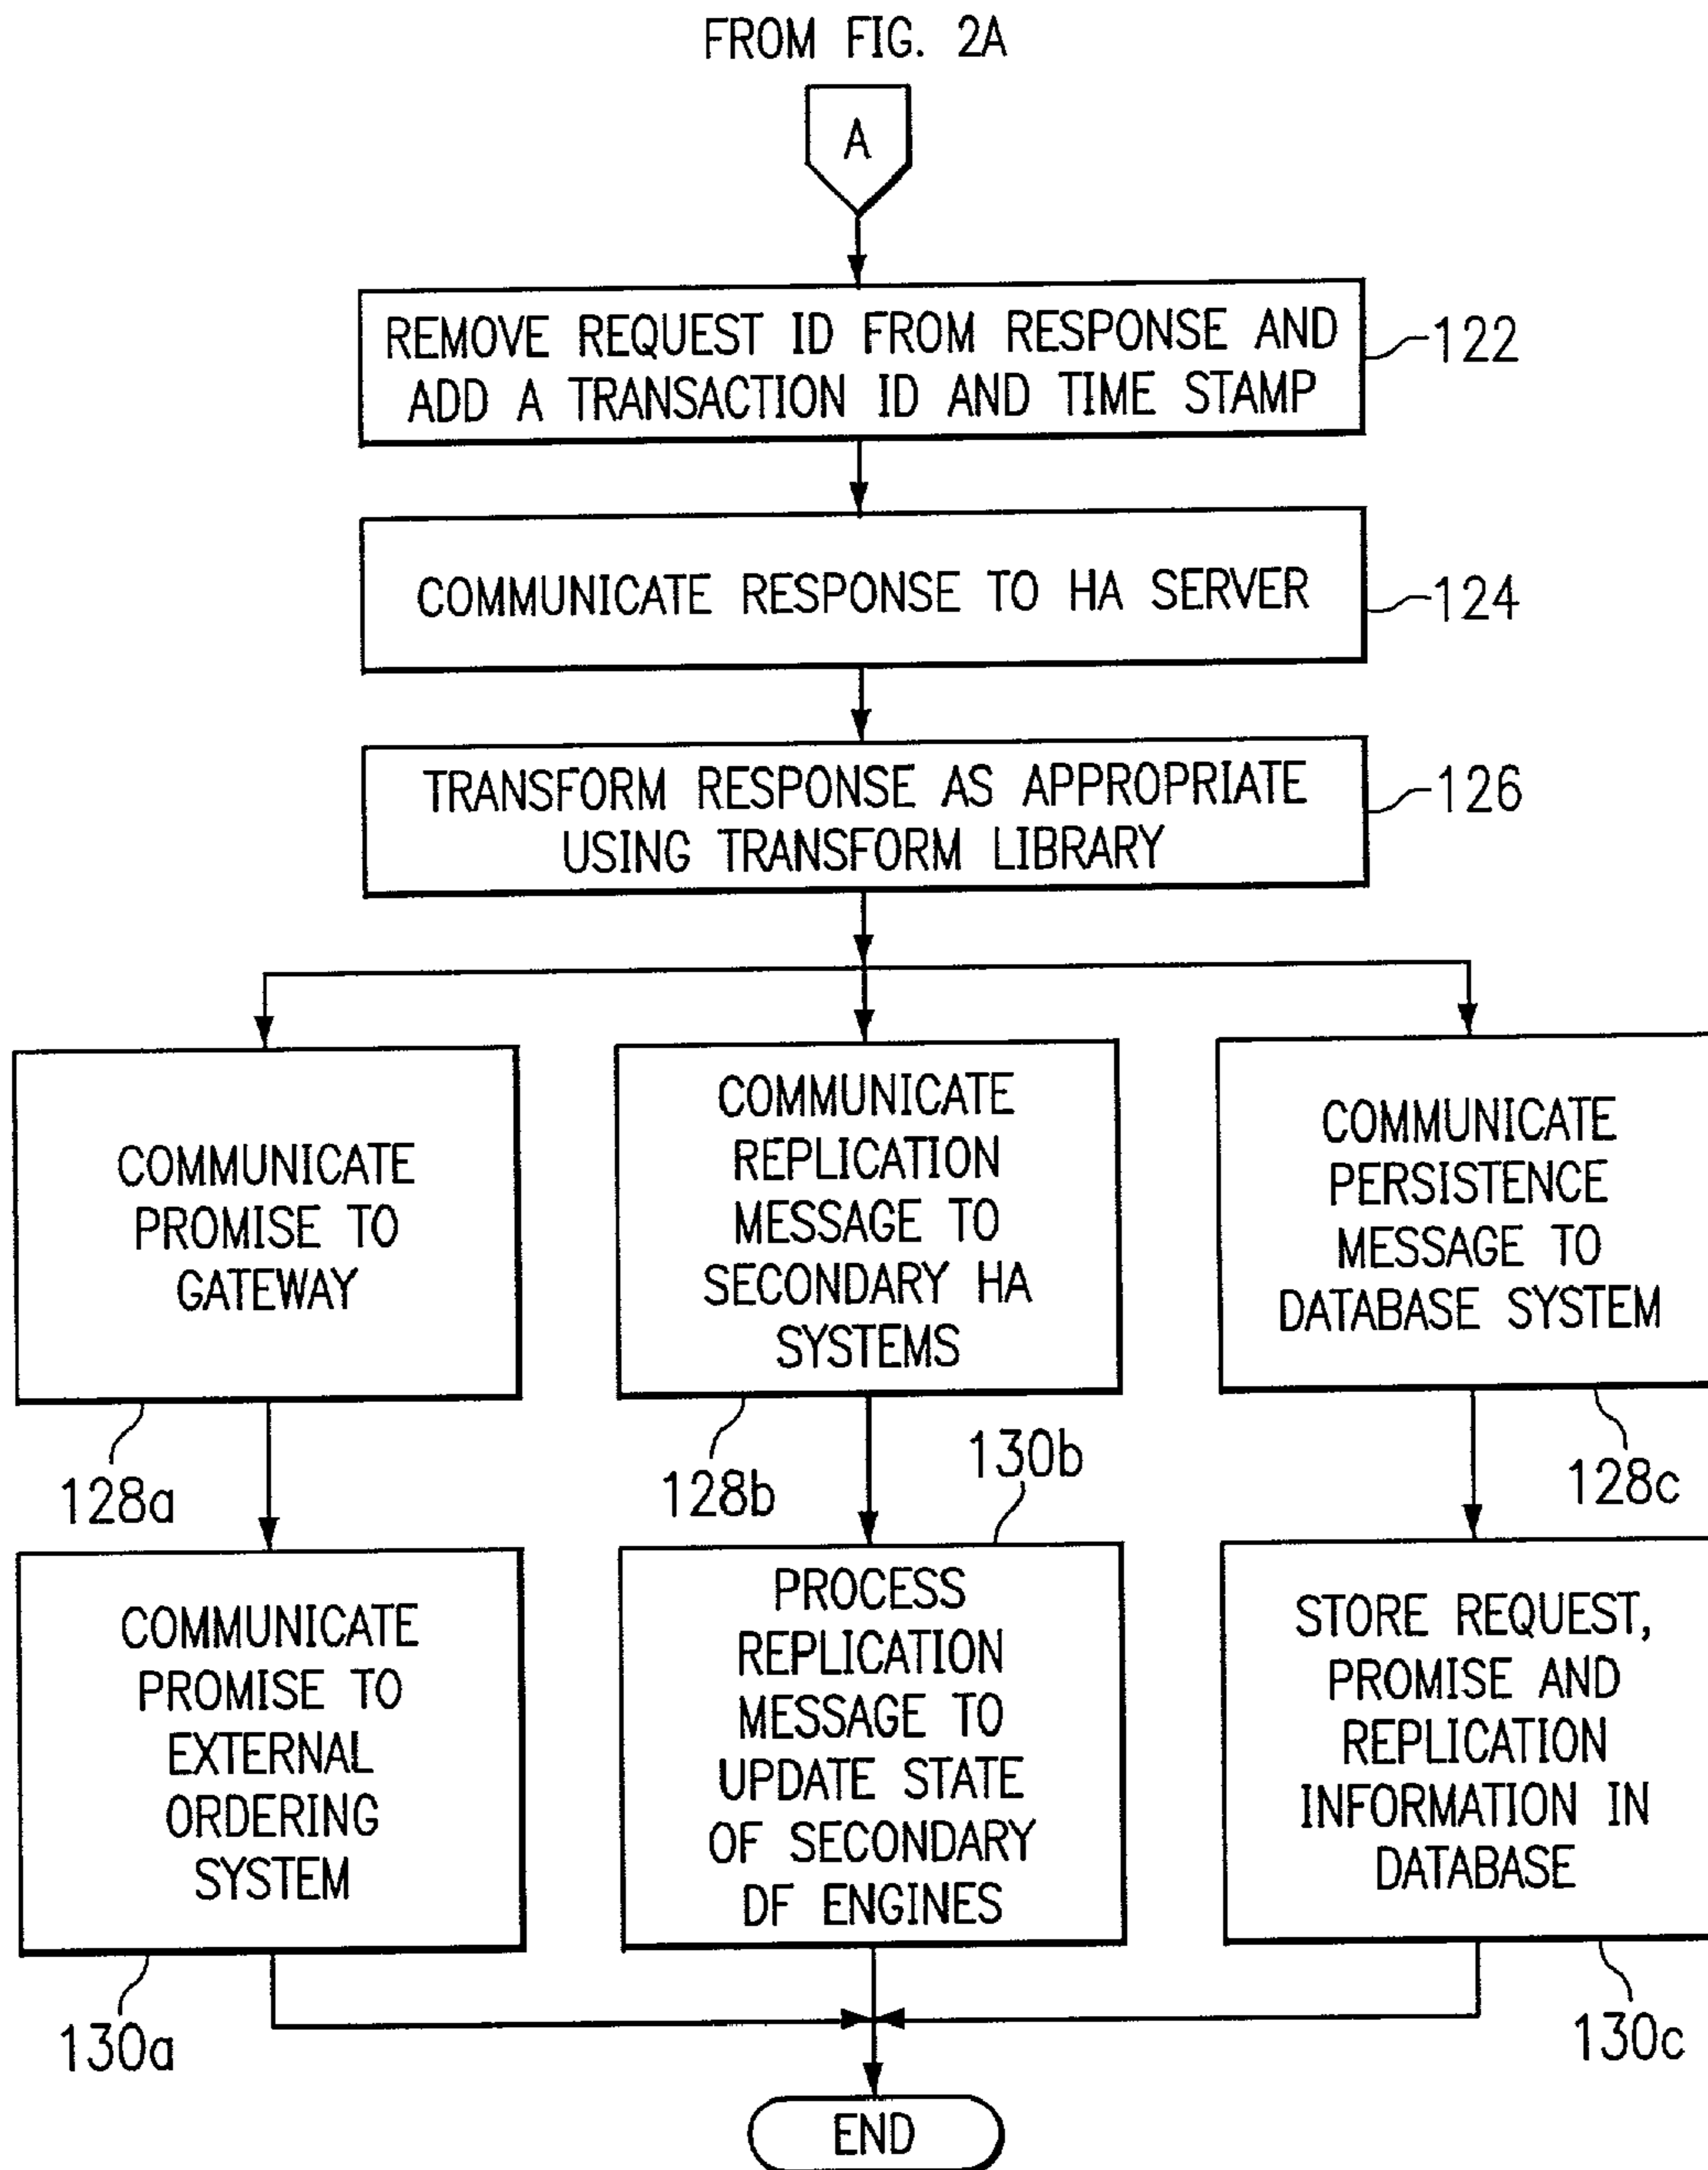 FROM FIG. 2A
A
REMOVE REQUEST ID FROM RESPONSE AND
ADD A TRANSACTION ID AND TIME STAMP
122
COMMUNICATE RESPONSE TO HA SERVER
124
TRANSFORM RESPONSE AS APPROPRIATE
USING TRANSFORM LIBRARY
126
COMMUNICATE
PROMISE TO
GATEWAY
128a
COMMUNICATE
REPLICATION
MESSAGE TO
SECONDARY HA
SYSTEMS
128b
COMMUNICATE
PERSISTENCE
MESSAGE TO
DATABASE SYSTEM
128c
COMMUNICATE
PROMISE TO
EXTERNAL
ORDERING
SYSTEM
130a
130b
PROCESS
REPLICATION
MESSAGE TO
UPDATE STATE
OF SECONDARY
DF ENGINES
STORE REQUEST,
PROMISE AND
REPLICATION
INFORMATION IN
DATABASE
130c
END